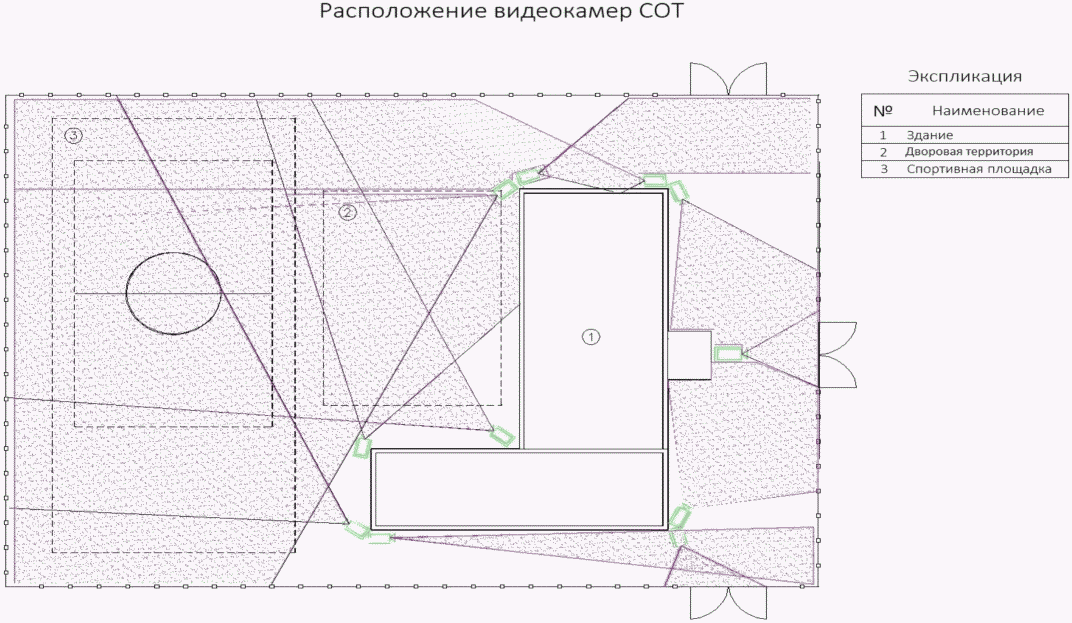 Расположение видеокамер СОТ
Экспликация
№ Наименование
1 Здание
2 Дворовая территория
3 Спортивная площадка
3
2
1